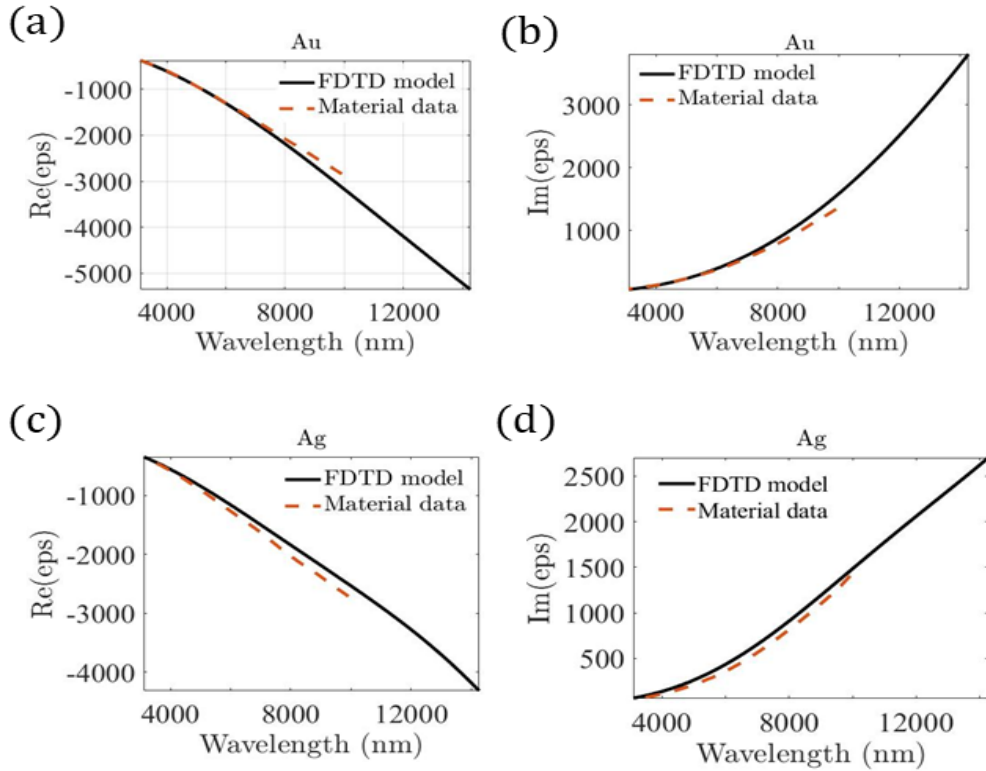 (a)
Au
FDTD model
Material data
-1000
-2000
-3000
-4000
-5000
Re(eps)
4000
8000
12000
Wavelength (nm)
(b)
Au
FDTD model
Material data
3000
2000
1000
Im(eps)
4000
8000
12000
Wavelength (nm)
(c)
Ag
FDTD model
Material data
-1000
-2000
-4000
Re(eps)
4000
8000
12000
Wavelength (nm)
(d)
Ag
FDTD model
Material data
2500
2000
1500
1000
500
Im(eps)
4000
8000
12000
Wavelength (nm)